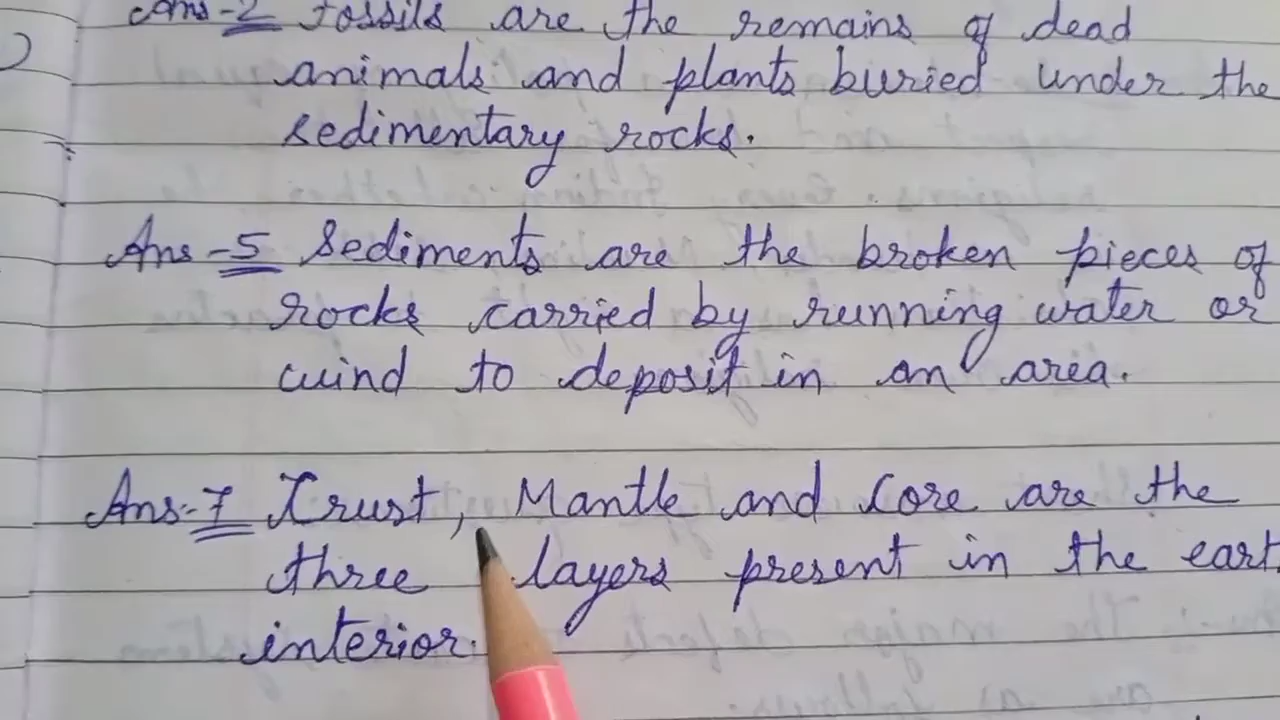 Ans-2 Fossils are the remains of dead
animals and plants buried under the
sedimentary rocks.
Ans-5 Sediments are the broken pieces of
rocks carried by running water or
wind to deposit in an area.
Ans-7 Crust, Mantle and Core are the
three layers present in the eart
interior.